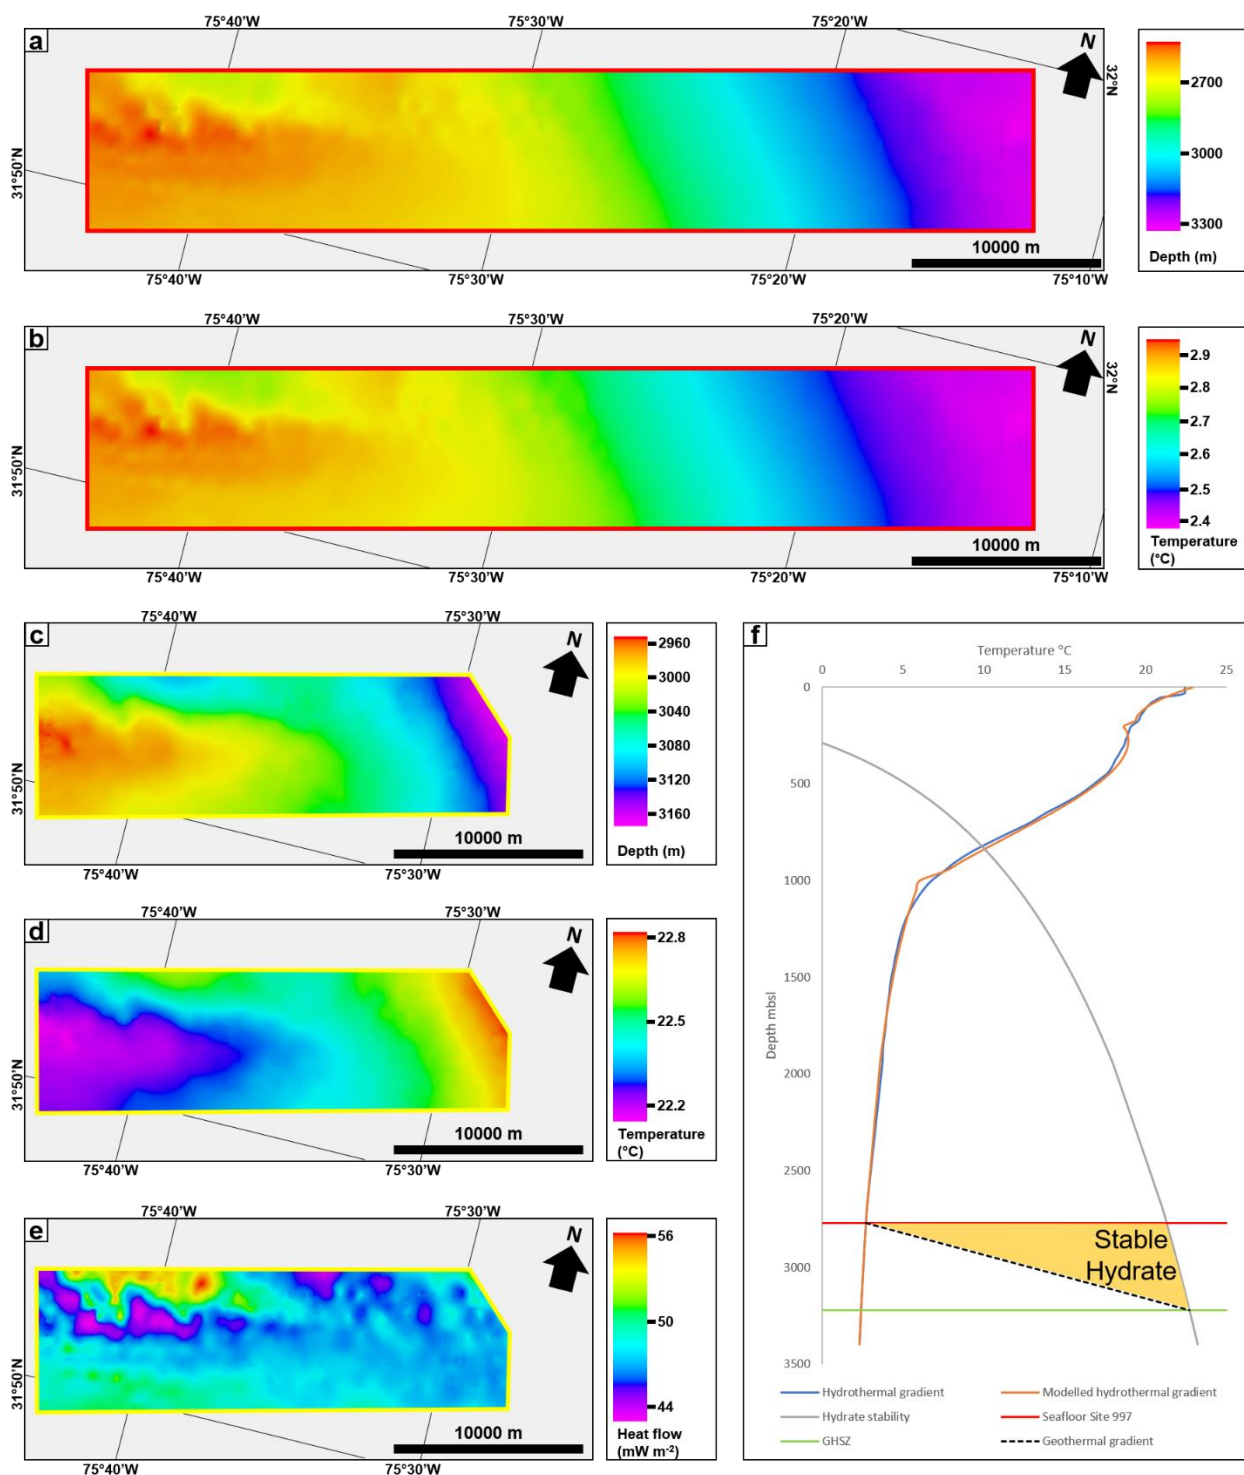 a
75°40'W
75°30'W
75°20'W
N
32°N
31°50'N
10000 m
75°40'W
75°30'W
75°20'W
75°10'W
2700
3000
3300
Depth (m)
b
75°40'W
75°30'W
75°20'W
N
32°N
31°50'N
10000 m
75°40'W
75°30'W
75°20'W
75°10'W
2.9
2.8
2.7
2.6
2.5
2.4
Temperature
(°C)
c
75°40'W
75°30'W
N
31°50'N
10000 m
75°40'W
75°30'W
2960
3000
3040
3080
3120
3160
Depth (m)
d
75°40'W
75°30'W
N
31°50'N
10000 m
75°40'W
75°30'W
22.8
22.5
22.2
Temperature
(°C)
e
75°40'W
75°30'W
N
31°50'N
10000 m
75°40'W
75°30'W
56
50
44
Heat flow
(mW m⁻²)
f
Temperature °C
0 5 10 15 20 25
0
500
1000
1500
2000
2500
3000
3500
Depth mbsl
Stable
Hydrate
Hydrothermal gradient
Modelled hydrothermal gradient
Hydrate stability
Seafloor Site 997
GHSZ
Geothermal gradient